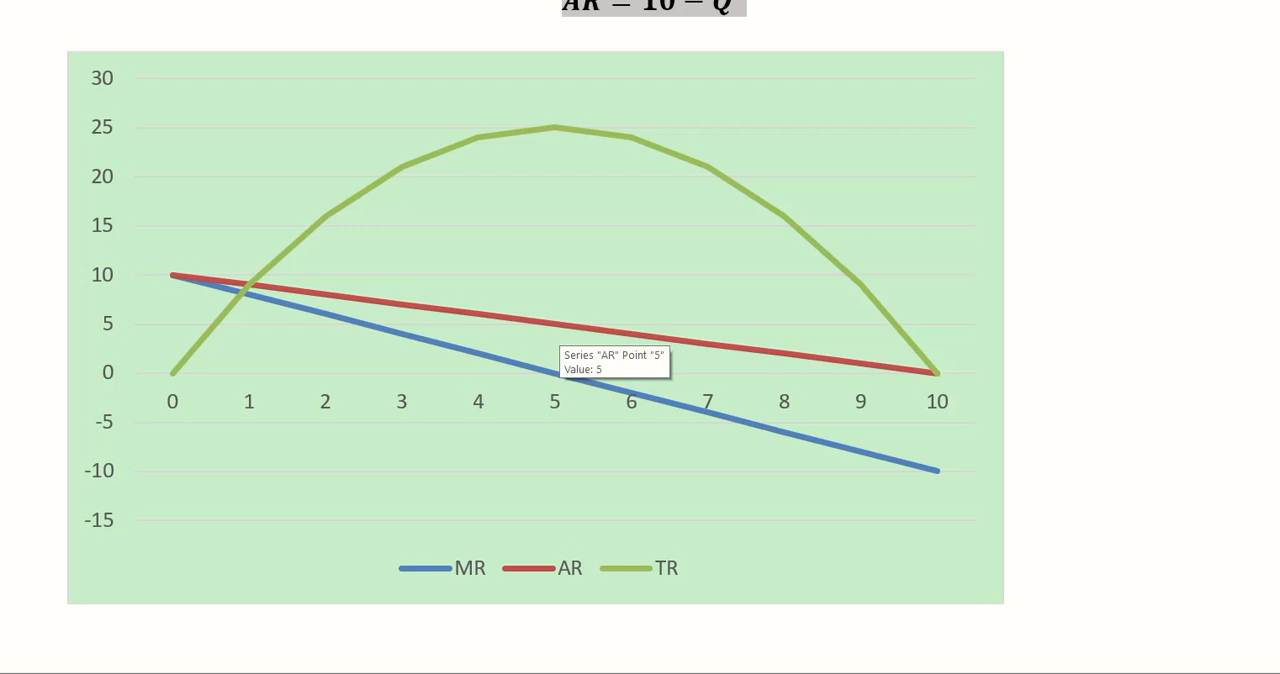 AR = 10 − Q
30
25
20
15
10
5
0
-5
-10
-15
0 1 2 3 4 5 6 7 8 9 10
Series "AR" Point "5"
Value: 5
MR AR TR